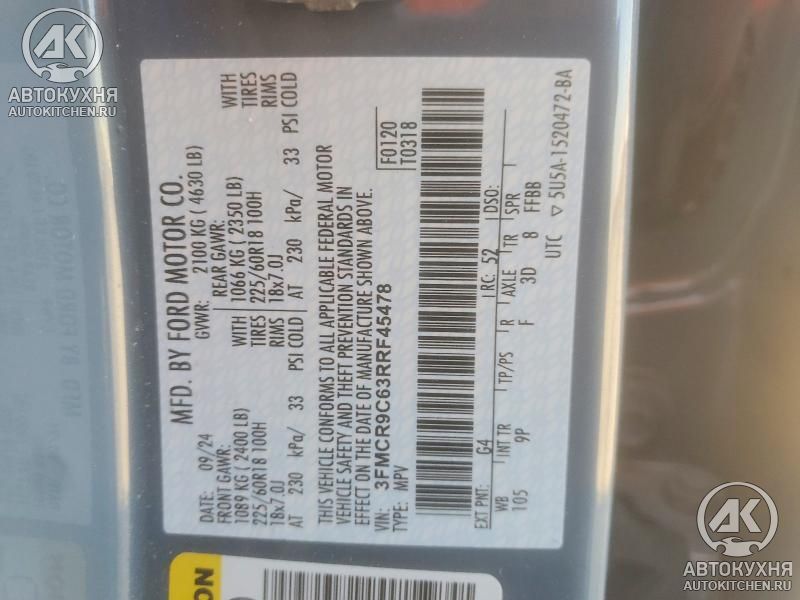 MFD. BY FORD MOTOR CO.
DATE: 09/24 GVWR: 2100 KG ( 4630 LB)
FRONT GAWR: REAR GAWR:
1089 KG ( 2400 LB) 1066 KG ( 2350 LB) WITH
225/60R18 100H TIRES 225/60R18 100H TIRES
18x7.0J RIMS 18x7.0J RIMS
AT 230 kPa/ 33 PSI COLD AT 230 kPa/ 33 PSI COLD
THIS VEHICLE CONFORMS TO ALL APPLICABLE FEDERAL MOTOR
VEHICLE SAFETY AND THEFT PREVENTION STANDARDS IN
EFFECT ON THE DATE OF MANUFACTURE SHOWN ABOVE.
VIN: 3FMCR9C63RRF45478 F0120
TYPE: MPV T0318
EXT PNT: G4 RC: 52 DSO:
WB INT TR TP/PS R AXLE TR SPR
105 9P F 3D 8 FFBB
UTC ▽ 5U5A-1520472-BA
ON
АВТОКУХНЯ
AUTOKITCHEN.RU
АВТОКУХНЯ
AUTOKITCHEN.RU